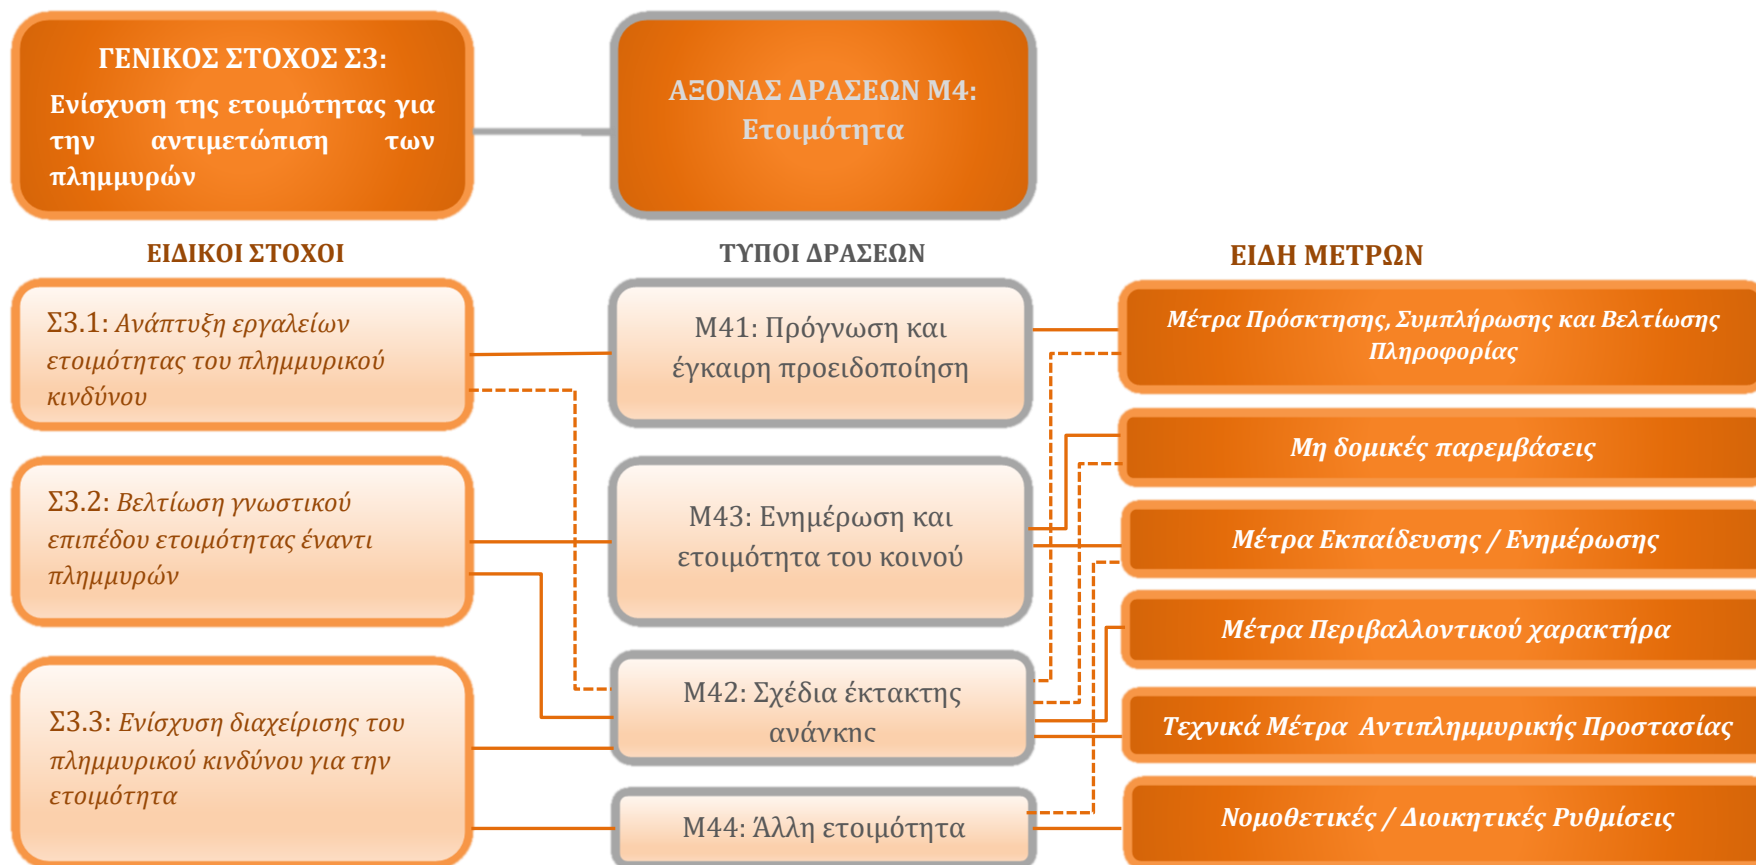 ΓΕΝΙΚΟΣ ΣΤΟΧΟΣ Σ3:
Ενίσχυση της ετοιμότητας για
την αντιμετώπιση των
πλημμυρών
ΑΞΟΝΑΣ ΔΡΑΣΕΩΝ Μ4:
Ετοιμότητα
ΕΙΔΙΚΟΙ ΣΤΟΧΟΙ
Σ3.1: Ανάπτυξη εργαλείων
ετοιμότητας του πλημμυρικού
κινδύνου
Σ3.2: Βελτίωση γνωστικού
επιπέδου ετοιμότητας έναντι
πλημμυρών
Σ3.3: Ενίσχυση διαχείρισης του
πλημμυρικού κινδύνου για την
ετοιμότητα
ΤΥΠΟΙ ΔΡΑΣΕΩΝ
Μ41: Πρόγνωση και
έγκαιρη προειδοποίηση
Μ43: Ενημέρωση και
ετοιμότητα του κοινού
Μ42: Σχέδια έκτακτης
ανάνκης
Μ44: Άλλη ετοιμότητα
ΕΙΔΗ ΜΕΤΡΩΝ
Μέτρα Πρόσκτησης, Συμπλήρωσης και Βελτίωσης
Πληροφορίας
Μη δομικές παρεμβάσεις
Μέτρα Εκπαίδευσης / Ενημέρωσης
Μέτρα Περιβαλλοντικού χαρακτήρα
Τεχνικά Μέτρα Αντιπλημμυρικής Προστασίας
Νομοθετικές / Διοικητικές Ρυθμίσεις